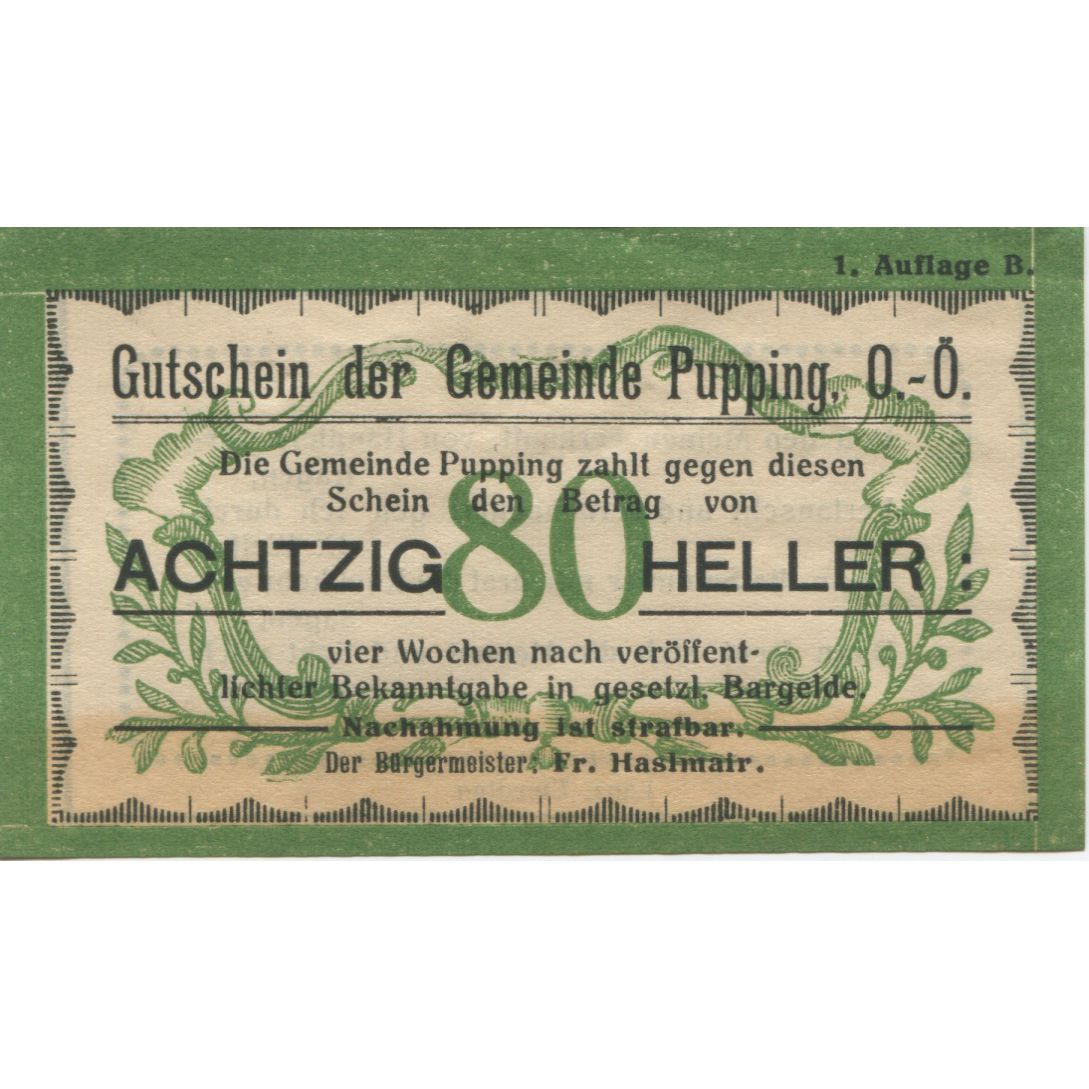 1. Auflage B.
Gutschein der Gemeinde Pupping, O.-Ö.
Die Gemeinde Pupping zahlt gegen diesen
Schein den Betrag von
ACHTZIG 80 HELLER :
vier Wochen nach veröffent-
lichter Bekanntgabe in gesetzl. Bargelde.
Nachahmung ist strafbar.
Der Bürgermeister: Fr. Haslmair.